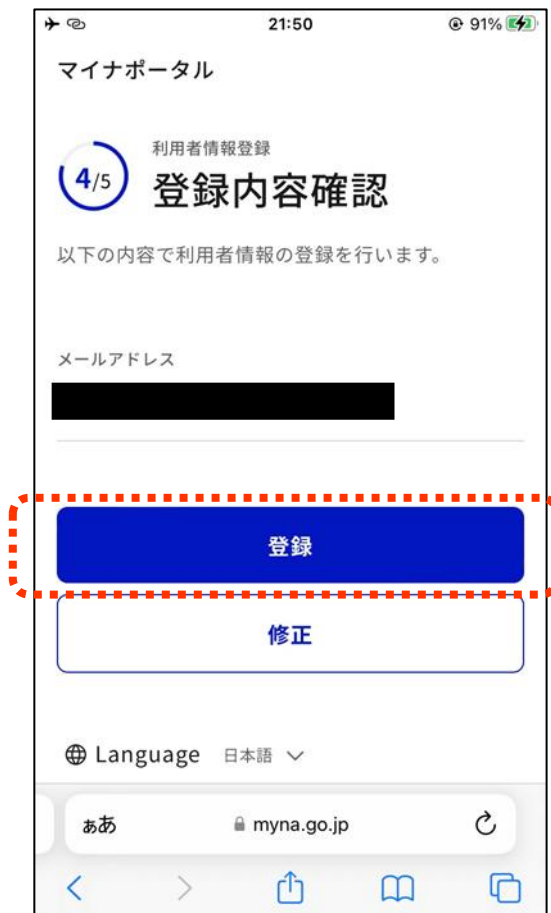 21:50
91%
マイナポータル
利用者情報登録
4/5
登録内容確認
以下の内容で利用者情報の登録を行います。
メールアドレス
登録
修正
Language 日本語
ぁあ myna.go.jp